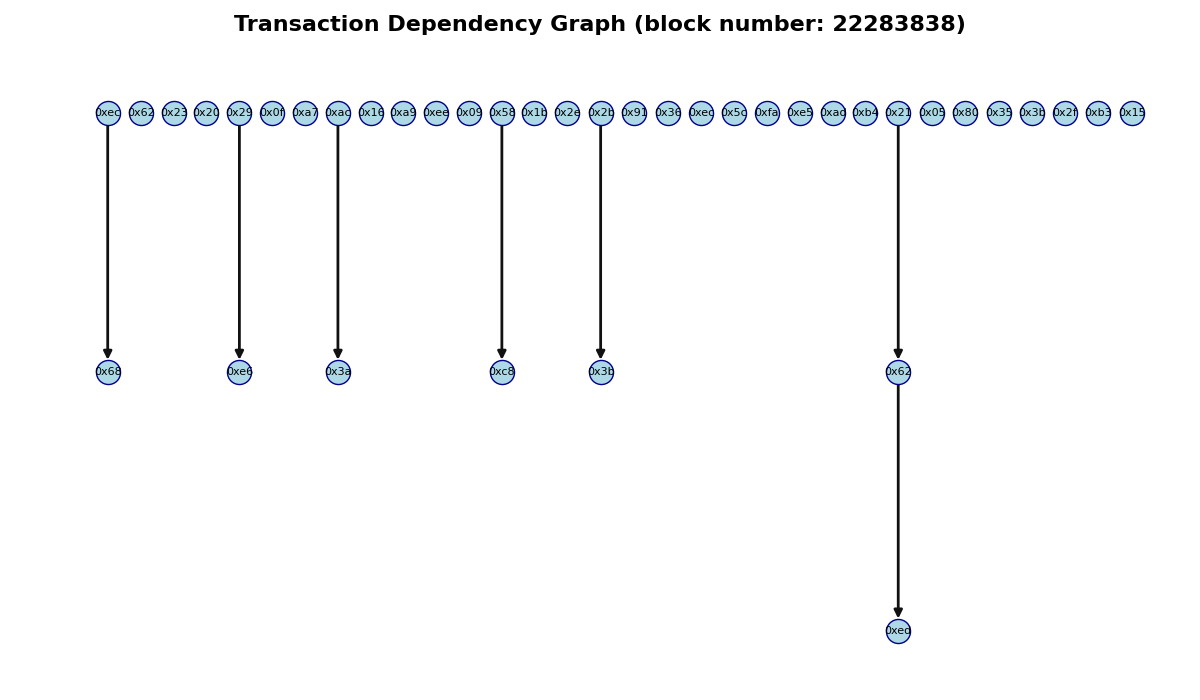 Transaction Dependency Graph (block number: 22283838)
0xec 0x62 0x23 0x20 0x29 0x0f 0xa7 0xac 0x16 0xa9 0xee 0x09 0x58 0x1b 0x2e 0x2b 0x91 0x36 0xed 0x5c 0xfa 0xe5 0xad 0xb4 0x21 0x05 0x80 0x35 0x3b 0x2f 0xb3 0x15
0x68 0xe6 0x3a 0xc8 0x3b 0x62